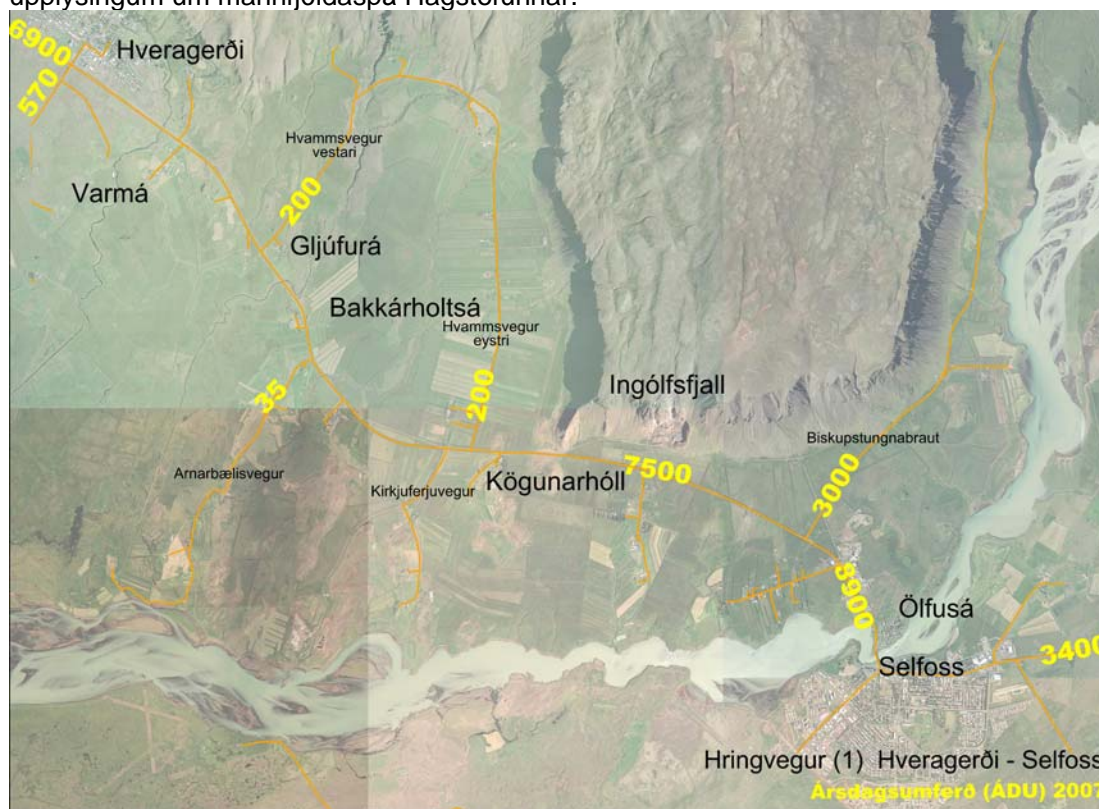 upplýsingum um mannfjöldaspá Hagstofunnar.
6900
Hveragerði
570
Hvammsvegur
vestari
Varmá
200
Gljúfurá
Bakkárholtsá
Hvammsvegur
eystri
35
200
Ingólfsfjall
Biskupstungnabraut
Arnarbælisvegur
Kirkjuferjuvegur
Kögunarhóll
7500
3000
8900
Ölfusá
3400
Selfoss
Hringvegur (1) Hveragerði - Selfoss
Ársdagsumferð (ÁDU) 2007